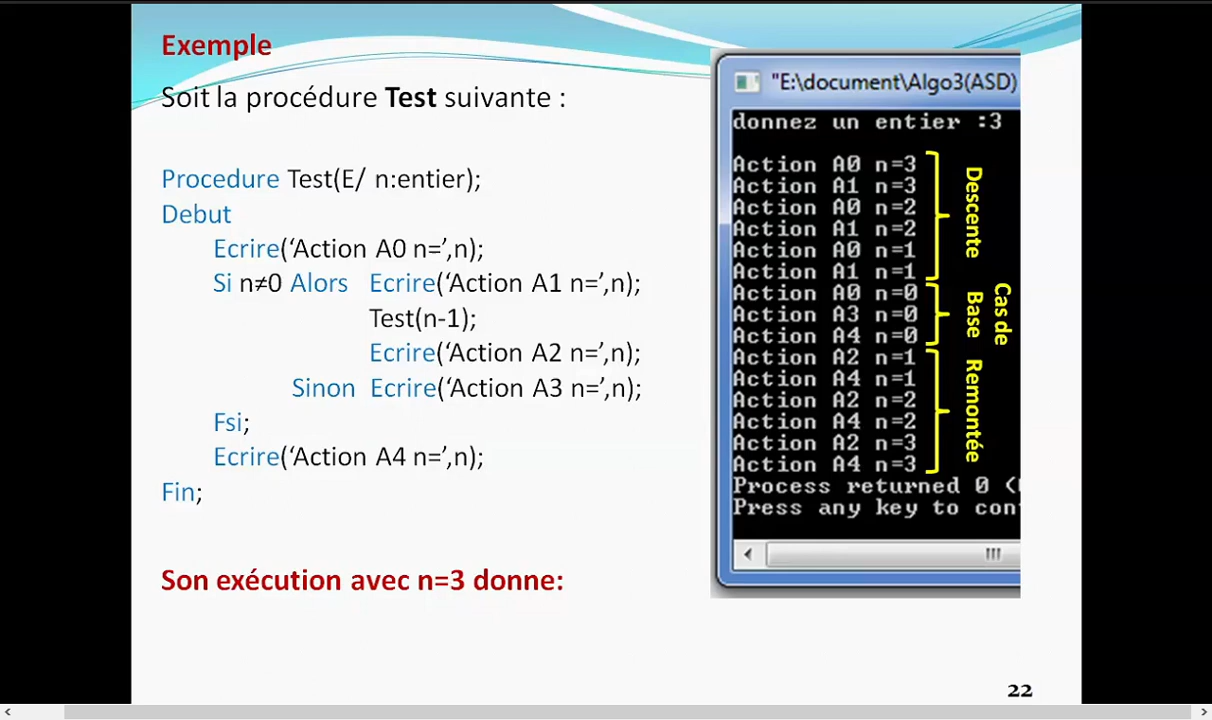 Exemple
Soit la procédure Test suivante :
Procedure Test(E/ n:entier);
Debut
Ecrire(‘Action A0 n=’,n);
Si n≠0 Alors Ecrire(‘Action A1 n=’,n);
Test(n-1);
Ecrire(‘Action A2 n=’,n);
Sinon Ecrire(‘Action A3 n=’,n);
Fsi;
Ecrire(‘Action A4 n=’,n);
Fin;
Son exécution avec n=3 donne:
"E:\document\Algo3(ASD)
donnez un entier :3
Action A0 n=3
Action A1 n=3
Action A0 n=2
Action A1 n=2
Action A0 n=1
Action A1 n=1
Action A0 n=0
Action A3 n=0
Action A4 n=0
Action A2 n=1
Action A4 n=1
Action A2 n=2
Action A4 n=2
Action A2 n=3
Action A4 n=3
Process returned 0 (
Press any key to con
Descente
Cas de
Base
Remontée
22